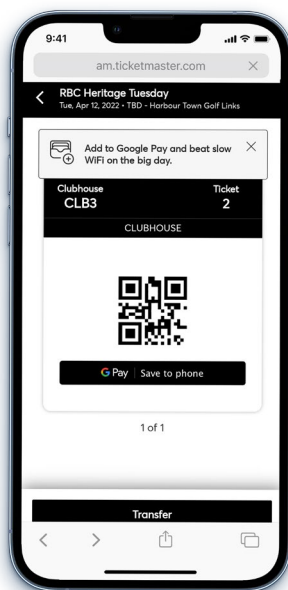 9:41
am.ticketmaster.com
RBC Heritage Tuesday
Tue, Apr 12, 2022 • TBD - Harbour Town Golf Links
Add to Google Pay and beat slow
WiFi on the big day.
Clubhouse Ticket
CLB3 2
CLUBHOUSE
G Pay | Save to phone
1 of 1
Transfer